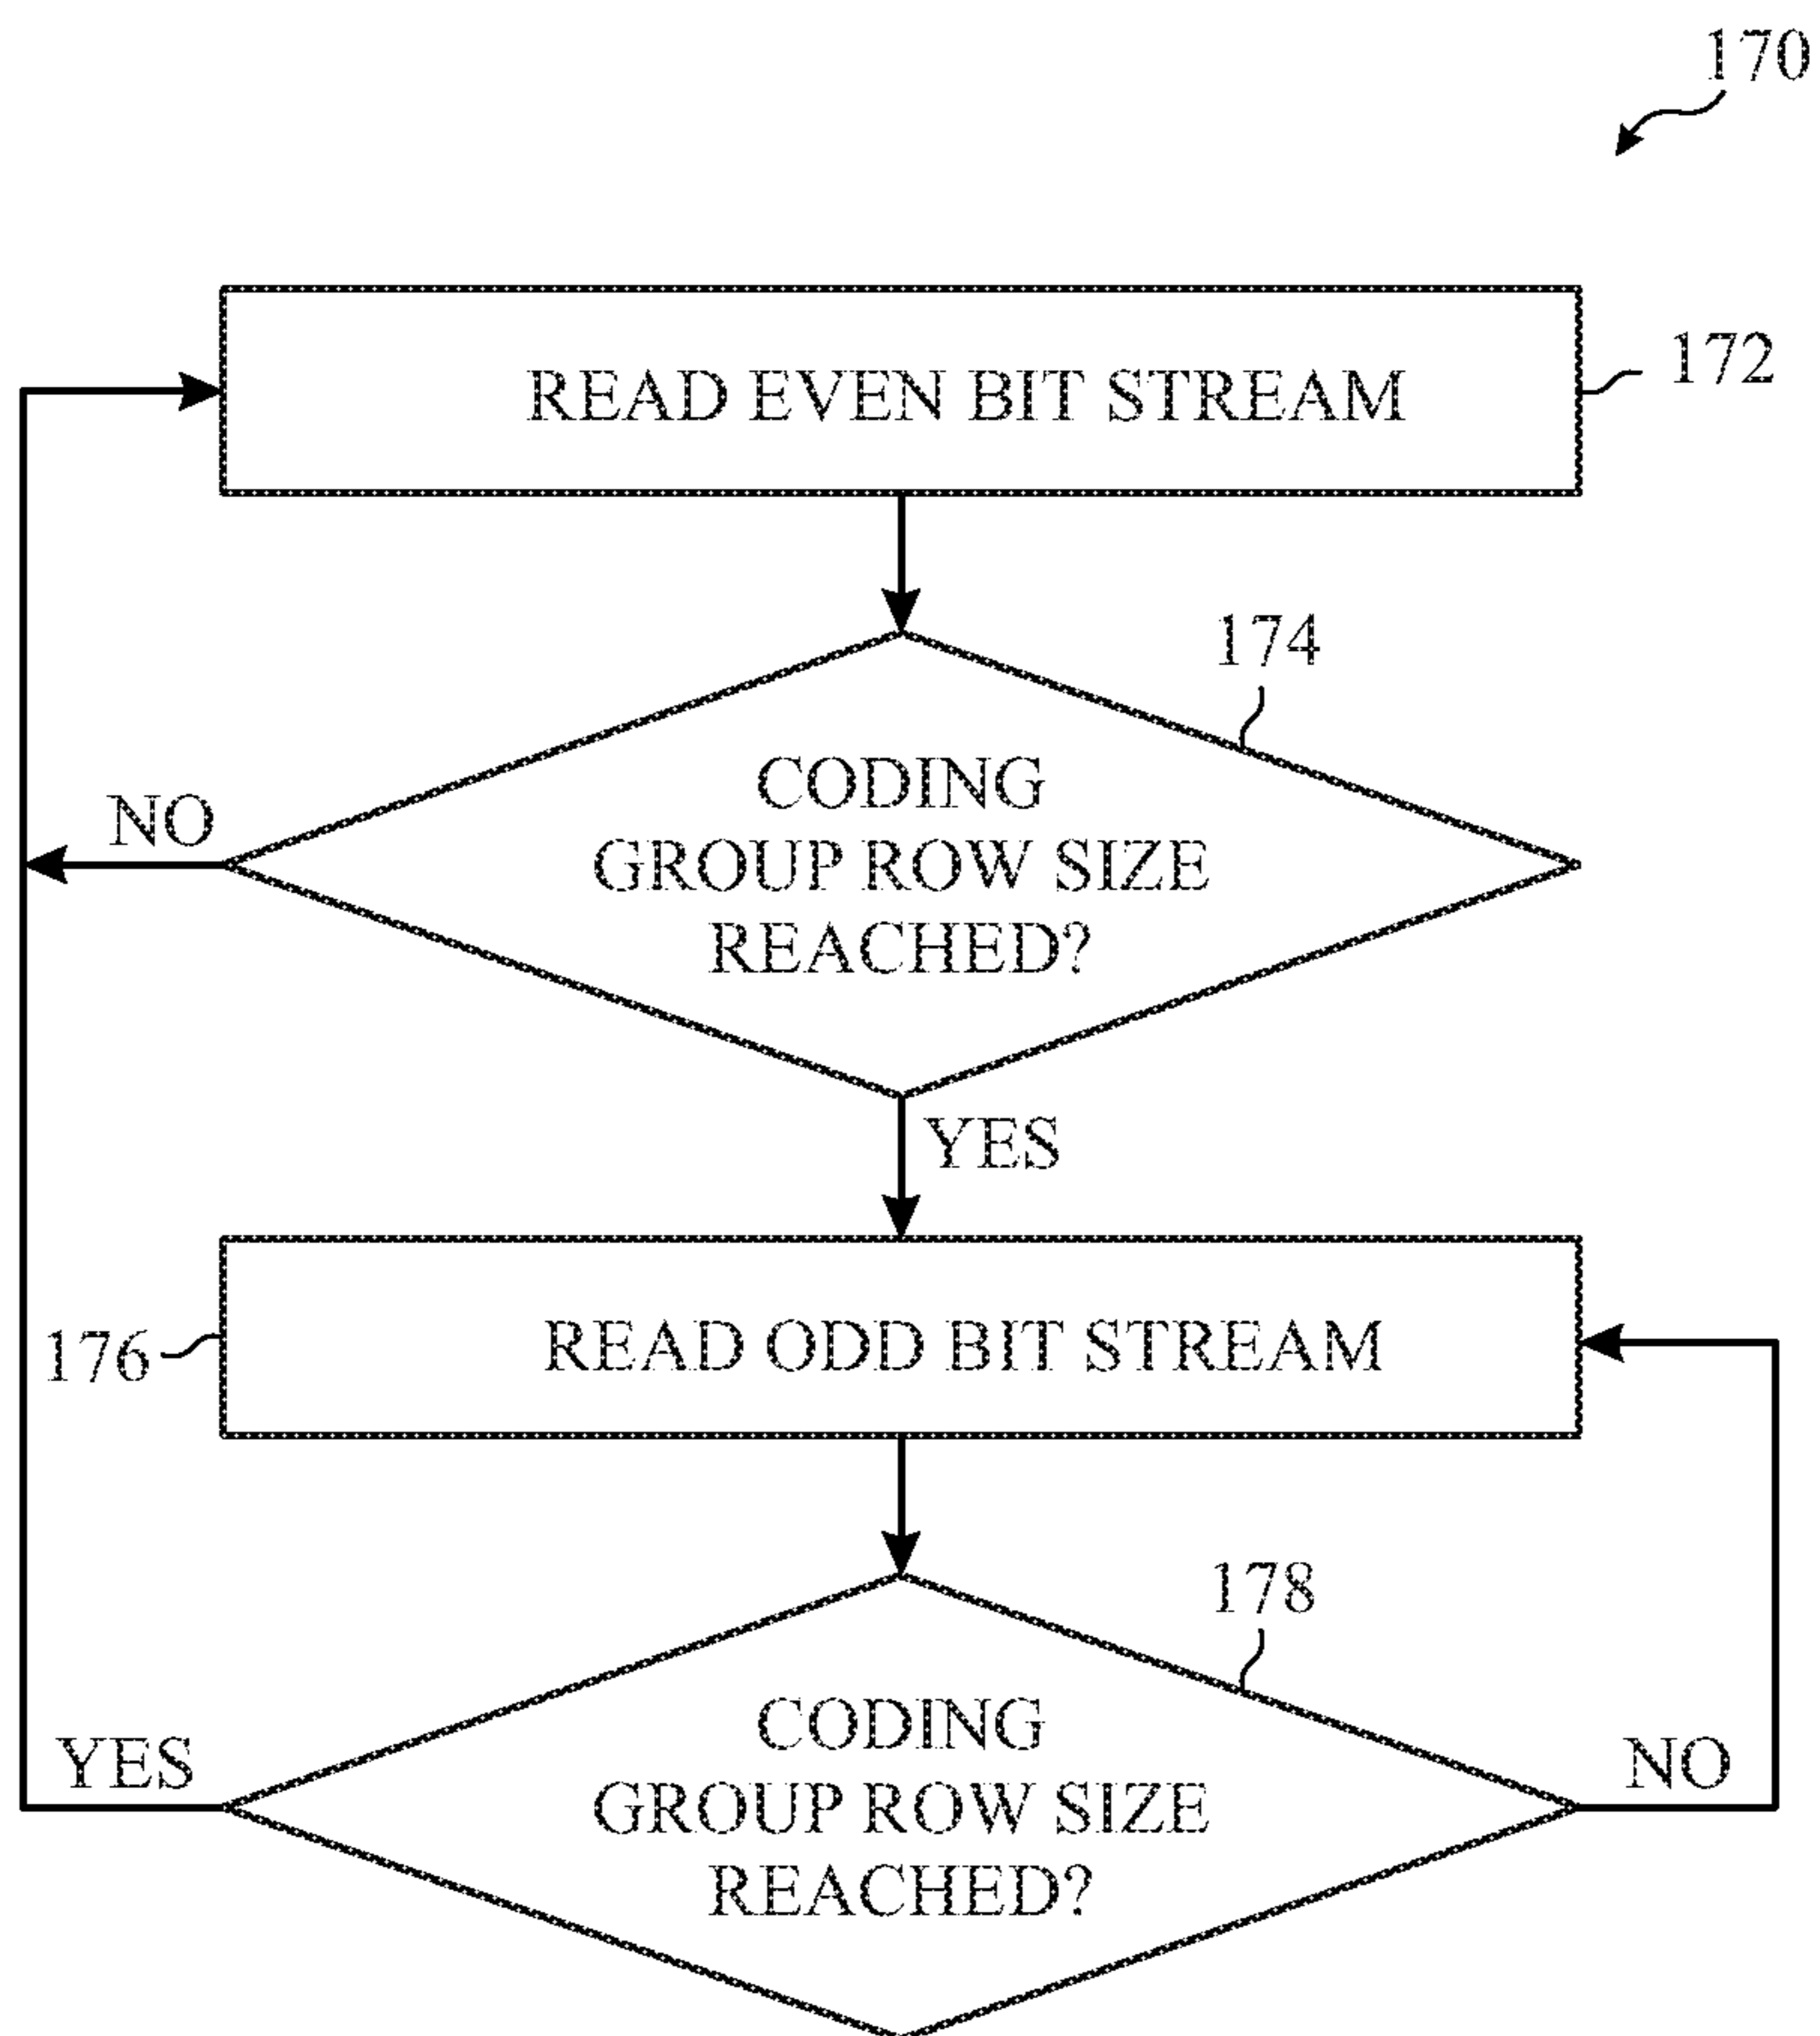 170
READ EVEN BIT STREAM
172
174
CODING
GROUP ROW SIZE
REACHED?
NO
YES
READ ODD BIT STREAM
176
178
CODING
GROUP ROW SIZE
REACHED?
YES
NO